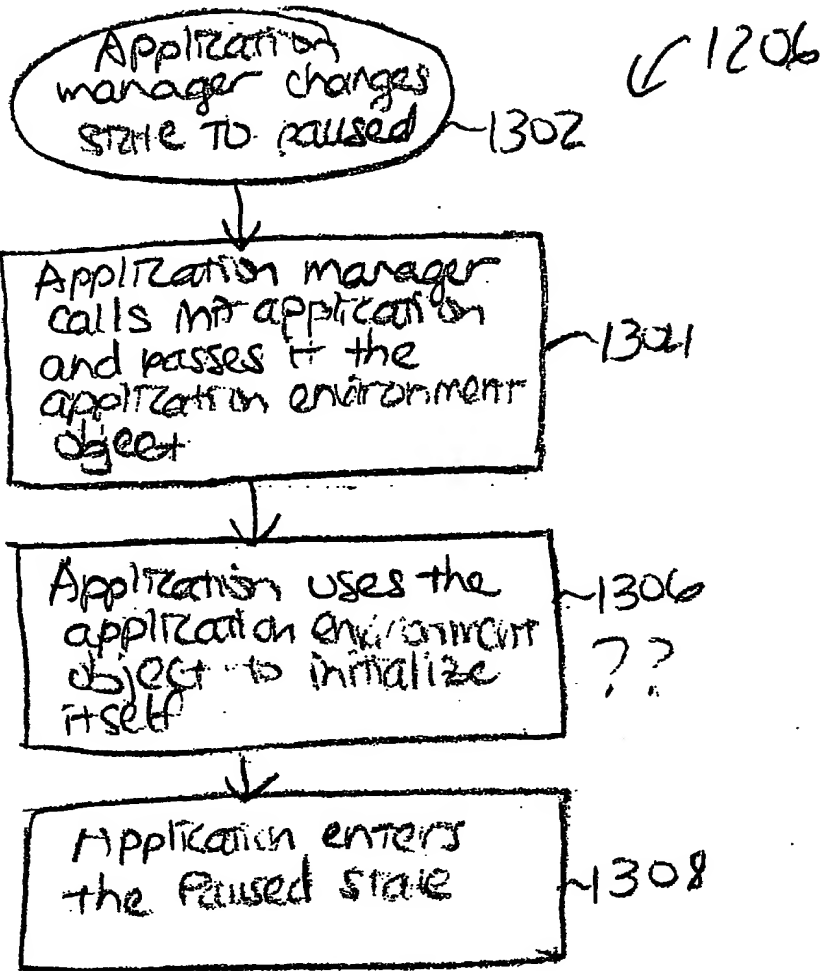 Application
manager changes
state to paused
1206
1302
Application manager
calls application
and passes it the
application environment
object
1304
Application uses the
application environment
object to initialize
itself
1306
??
Application enters
the Paused state
1308